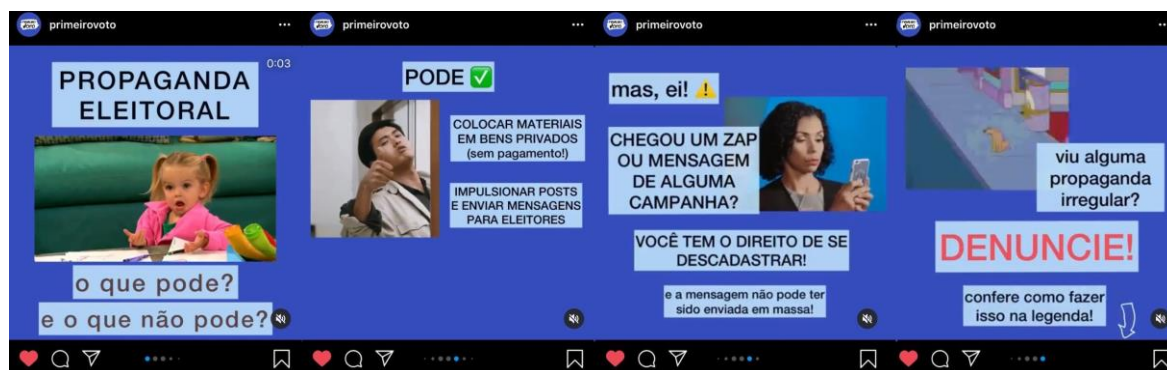 primeirovoto
0:03
PROPAGANDA
ELEITORAL
o que pode?
e o que não pode?
primeirovoto
PODE ✅
COLOCAR MATERIAIS
EM BENS PRIVADOS
(sem pagamento!)
IMPULSIONAR POSTS
E ENVIAR MENSAGENS
PARA ELEITORES
primeirovoto
mas, ei! ⚠️
CHEGOU UM ZAP
OU MENSAGEM
DE ALGUMA
CAMPANHA?
VOCÊ TEM O DIREITO DE SE
DESCADASTRAR!
e a mensagem não pode ter
sido enviada em massa!
primeirovoto
viu alguma
propaganda
irregular?
DENUNCIE!
confere como fazer
isso na legenda!